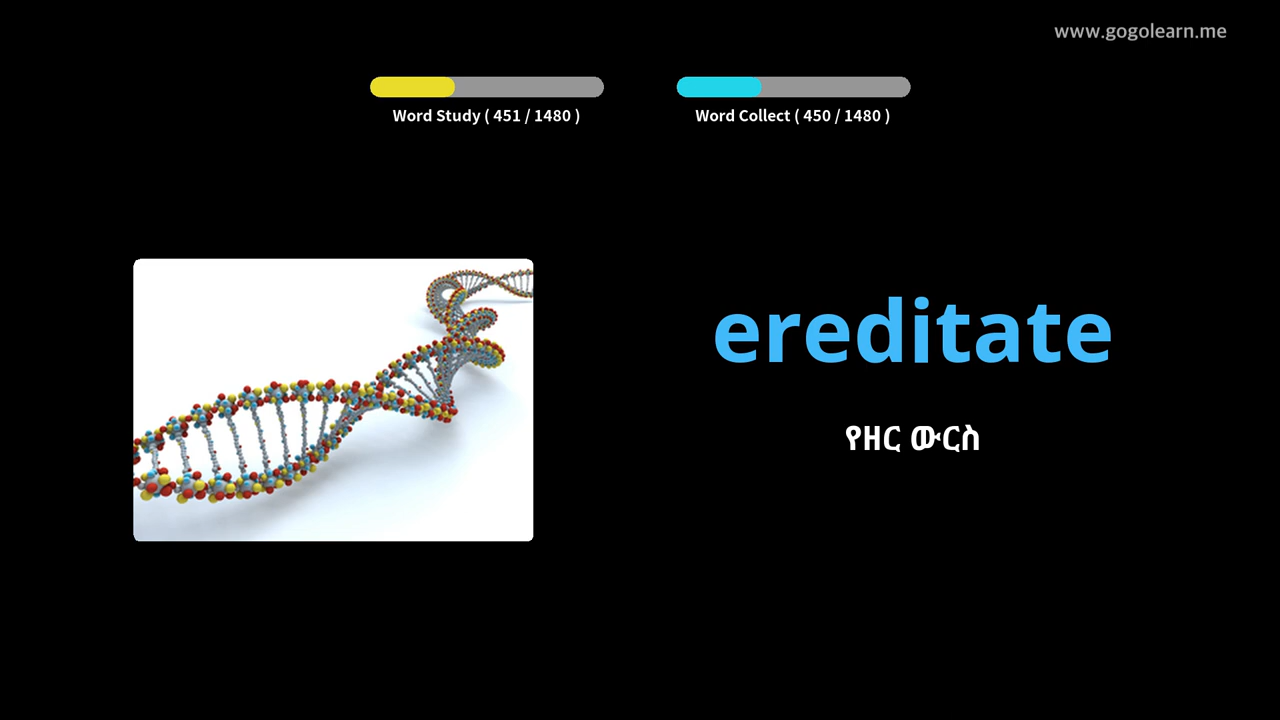 www.gogolearn.me
Word Study ( 451 / 1480 )
Word Collect ( 450 / 1480 )
ereditate
የዘር ውርስ